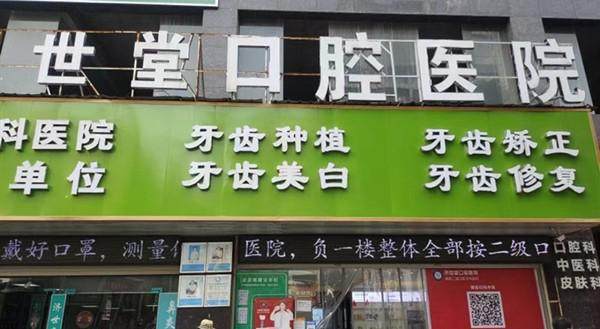 世堂口腔医院
科医院 牙齿种植 牙齿矫正
单位 牙齿美白 牙齿修复
戴好口罩,测量 医院,负一楼整体全部按二级口
口腔科
中医科
皮肤科